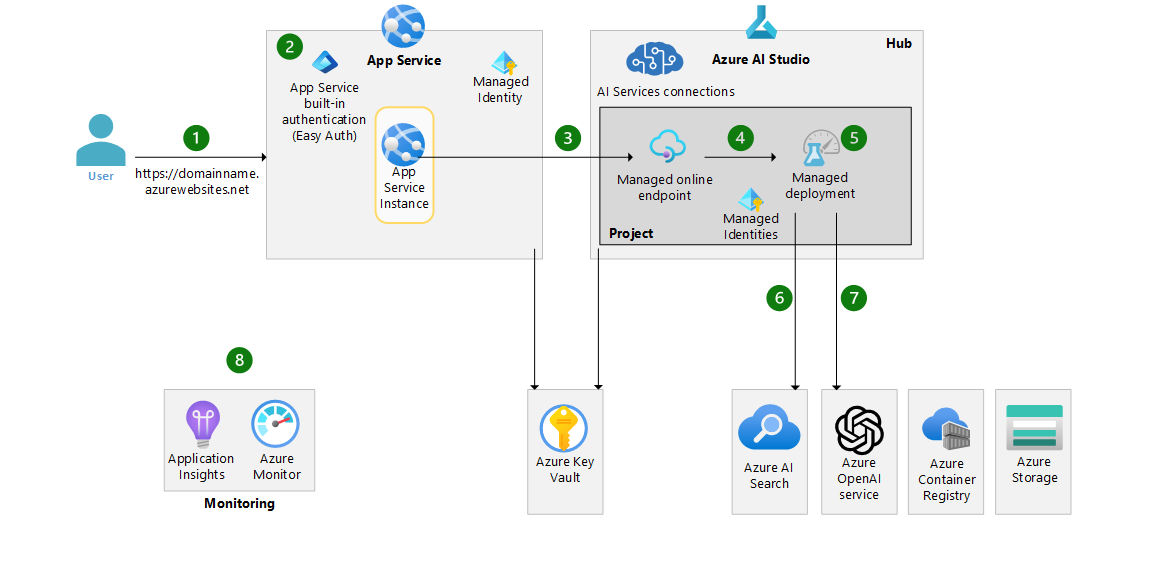 Hub
App Service
Azure AI Studio
2
App Service
built-in
authentication
(Easy Auth)
Managed
Identity
AI Services connections
1
User
https://domainname.
azurewebsites.net
App
Service
Instance
3
Managed online
endpoint
4
5
Managed
deployment
Managed
Identities
Project
6
7
8
Application
Insights
Azure
Monitor
Monitoring
Azure Key
Vault
Azure AI
Search
Azure
OpenAI
service
Azure
Container
Registry
Azure
Storage